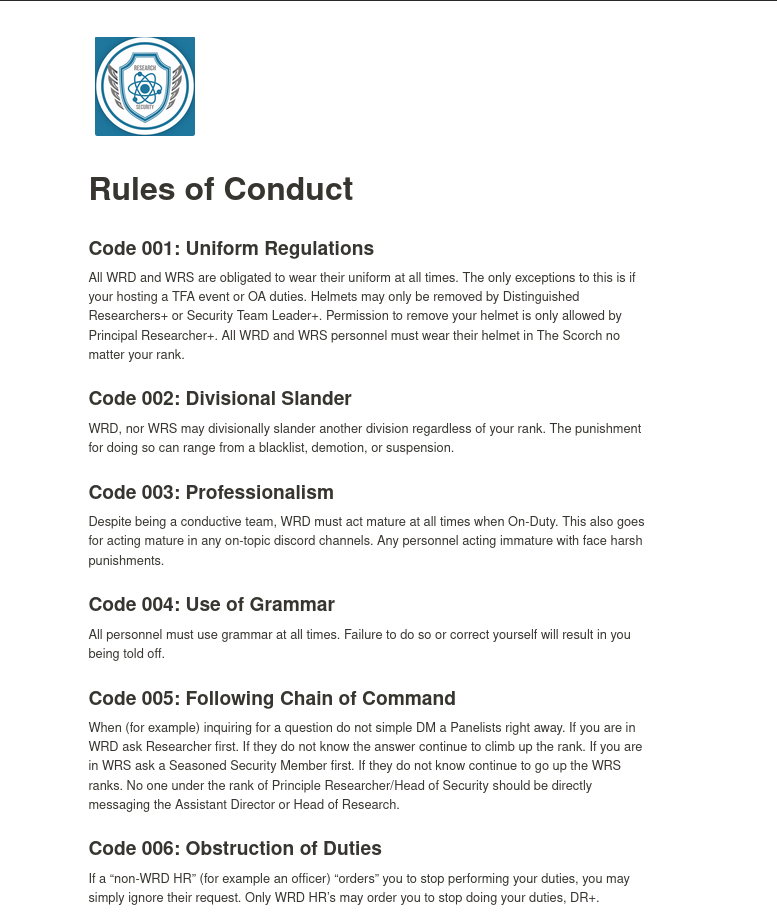 RESEARCH
SECURITY
Rules of Conduct
Code 001: Uniform Regulations
All WRD and WRS are obligated to wear their uniform at all times. The only exceptions to this is if
your hosting a TFA event or OA duties. Helmets may only be removed by Distinguished
Researchers+ or Security Team Leader+. Permission to remove your helmet is only allowed by
Principal Researcher+. All WRD and WRS personnel must wear their helmet in The Scorch no
matter your rank.
Code 002: Divisional Slander
WRD, nor WRS may divisionally slander another division regardless of your rank. The punishment
for doing so can range from a blacklist, demotion, or suspension.
Code 003: Professionalism
Despite being a conductive team, WRD must act mature at all times when On-Duty. This also goes
for acting mature in any on-topic discord channels. Any personnel acting immature with face harsh
punishments.
Code 004: Use of Grammar
All personnel must use grammar at all times. Failure to do so or correct yourself will result in you
being told off.
Code 005: Following Chain of Command
When (for example) inquiring for a question do not simple DM a Panelists right away. If you are in
WRD ask Researcher first. If they do not know the answer continue to climb up the rank. If you are
in WRS ask a Seasoned Security Member first. If they do not know continue to go up the WRS
ranks. No one under the rank of Principle Researcher/Head of Security should be directly
messaging the Assistant Director or Head of Research.
Code 006: Obstruction of Duties
If a “non-WRD HR” (for example an officer) “orders” you to stop performing your duties, you may
simply ignore their request. Only WRD HR’s may order you to stop doing your duties, DR+.